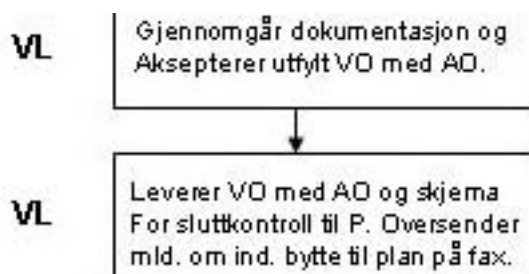 VL
Gjennomgår dokumentasjon og
Aksepterer utfylt VO med AO.
VL
Leverer VO med AO og skjema
For sluttkontroll til P. Oversender
mld. om ind. bytte til plan på fax.